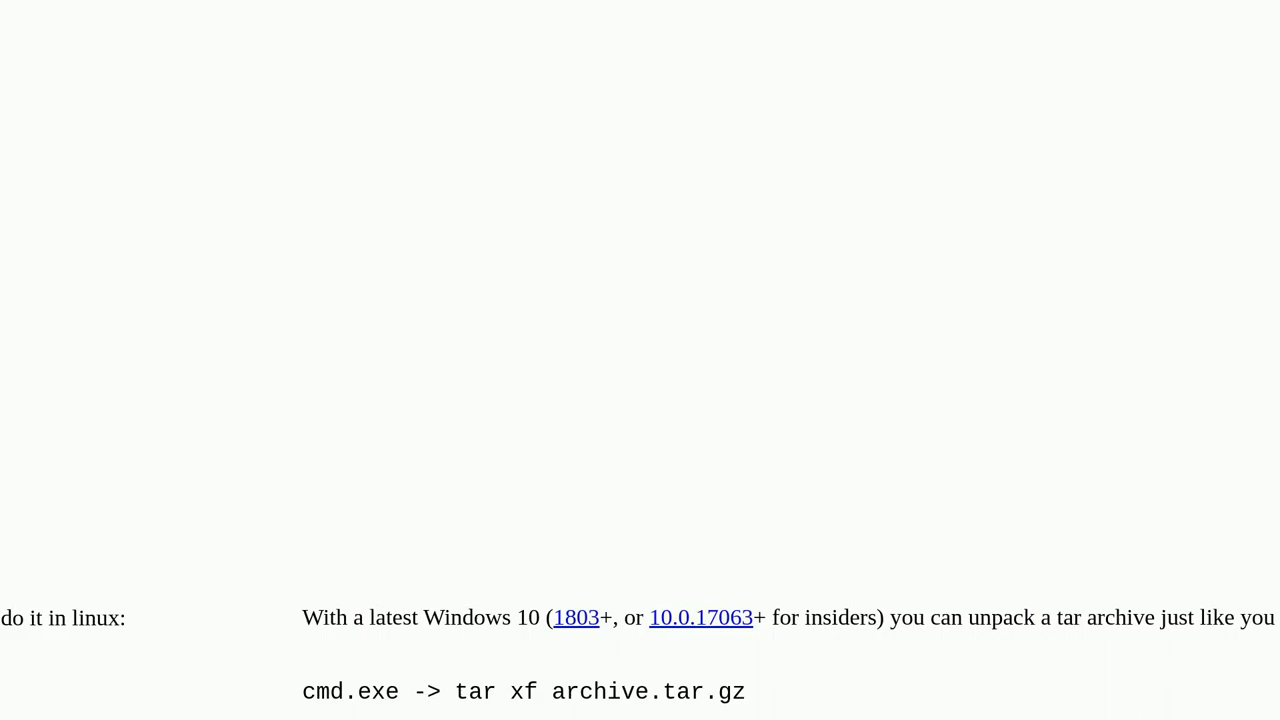 do it in linux:
With a latest Windows 10 (1803+, or 10.0.17063+ for insiders) you can unpack a tar archive just like you
cmd.exe -> tar xf archive.tar.gz